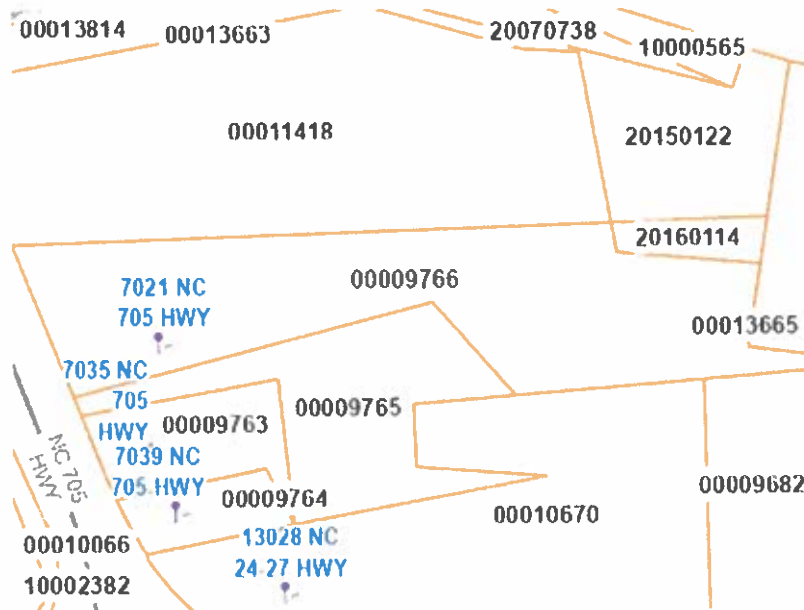 00013814
00013663
20070738
10000565
00011418
20150122
20160114
7021 NC
705 HWY
00009766
00013665
7035 NC
705
HWY
00009763
00009765
7039 NC
705 HWY
00009764
NC 705
HWY
00009682
00010670
00010066
13028 NC
24-27 HWY
10002382